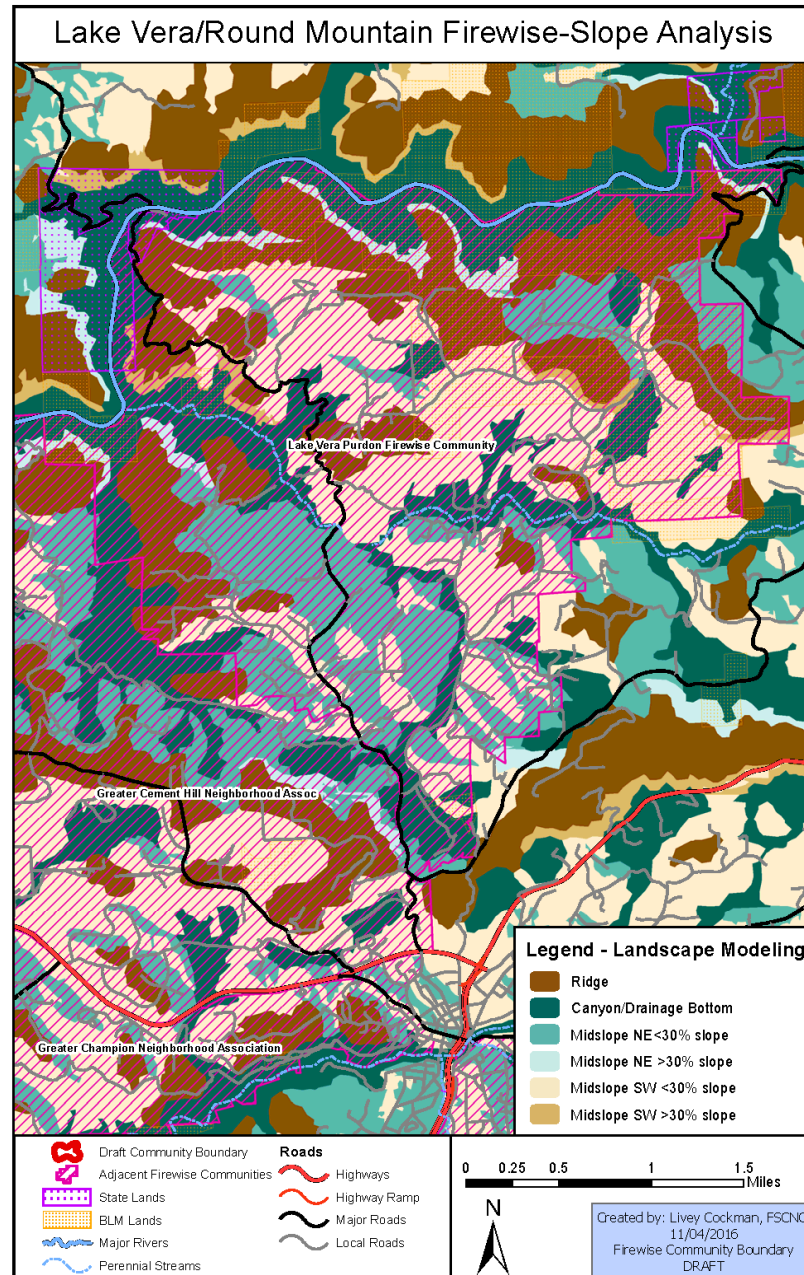 Lake Vera/Round Mountain Firewise-Slope Analysis
Lake Vera Purdon Firewise Community
Greater Cement Hill Neighborhood Assoc
Greater Champion Neighborhood Association
Legend - Landscape Modeling
Ridge
Canyon/Drainage Bottom
Midslope NE<30% slope
Midslope NE >30% slope
Midslope SW <30% slope
Midslope SW >30% slope
Draft Community Boundary
Adjacent Firewise Communities
State Lands
BLM Lands
Major Rivers
Perennial Streams
Roads
Highways
Highway Ramp
Major Roads
Local Roads
0 0.25 0.5 1 1.5
Miles
N
Created by: Livey Cockman, FSCNC
11/04/2016
Firewise Community Boundary
DRAFT